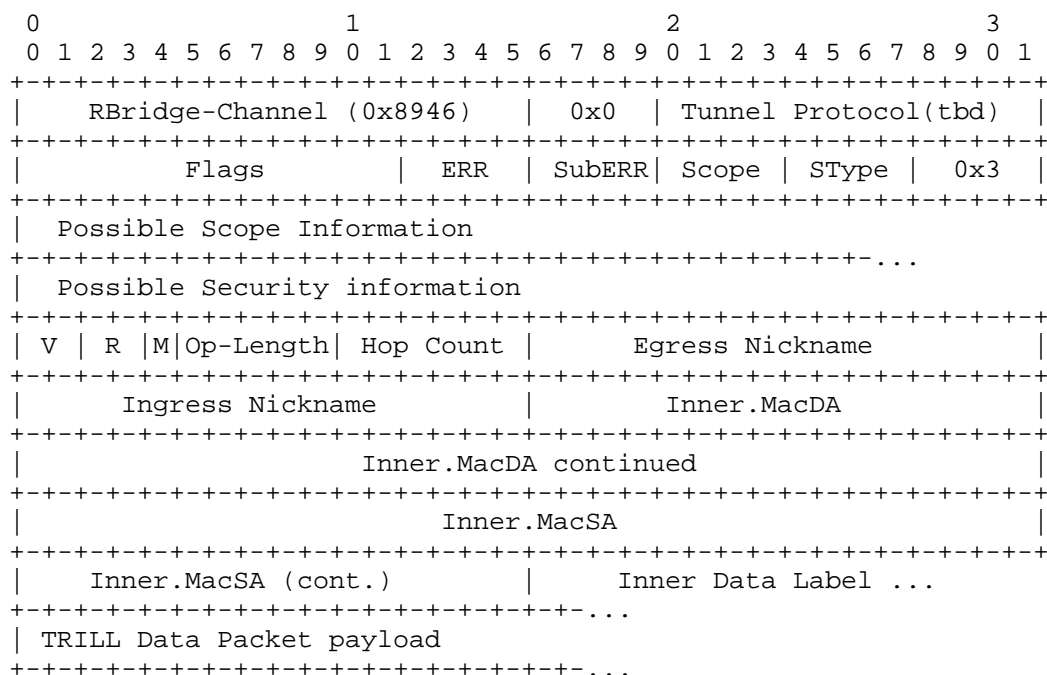 0                   1                   2                   3
 0 1 2 3 4 5 6 7 8 9 0 1 2 3 4 5 6 7 8 9 0 1 2 3 4 5 6 7 8 9 0 1
+-+-+-+-+-+-+-+-+-+-+-+-+-+-+-+-+-+-+-+-+-+-+-+-+-+-+-+-+-+-+-+-+
|    RBridge-Channel (0x8946)   |  0x0  | Tunnel Protocol(tbd)  |
+-+-+-+-+-+-+-+-+-+-+-+-+-+-+-+-+-+-+-+-+-+-+-+-+-+-+-+-+-+-+-+-+
|          Flags        |  ERR  | SubERR| Scope | SType |  0x3  |
+-+-+-+-+-+-+-+-+-+-+-+-+-+-+-+-+-+-+-+-+-+-+-+-+-+-+-+-+-+-+-+-+
|  Possible Scope Information
+-+-+-+-+-+-+-+-+-+-+-+-+-+-+-+-+-+-+-+-+-+-+-+-+-+-+-...
|  Possible Security information
+-+-+-+-+-+-+-+-+-+-+-+-+-+-+-+-+-+-+-+-+-+-+-+-+-+-+-+-+-+-+-+-+
| V | R |M|Op-Length| Hop Count |      Egress Nickname          |
+-+-+-+-+-+-+-+-+-+-+-+-+-+-+-+-+-+-+-+-+-+-+-+-+-+-+-+-+-+-+-+-+
|      Ingress Nickname         |        Inner.MacDA            |
+-+-+-+-+-+-+-+-+-+-+-+-+-+-+-+-+-+-+-+-+-+-+-+-+-+-+-+-+-+-+-+-+
|                     Inner.MacDA continued                     |
+-+-+-+-+-+-+-+-+-+-+-+-+-+-+-+-+-+-+-+-+-+-+-+-+-+-+-+-+-+-+-+-+
|                          Inner.MacSA                          |
+-+-+-+-+-+-+-+-+-+-+-+-+-+-+-+-+-+-+-+-+-+-+-+-+-+-+-+-+-+-+-+-+
|    Inner.MacSA (cont.)        |     Inner Data Label ...
+-+-+-+-+-+-+-+-+-+-+-+-+-+-+-+-+-+-...
| TRILL Data Packet payload
+-+-+-+-+-+-+-+-+-+-+-+-+-+-+-+-+-+-...